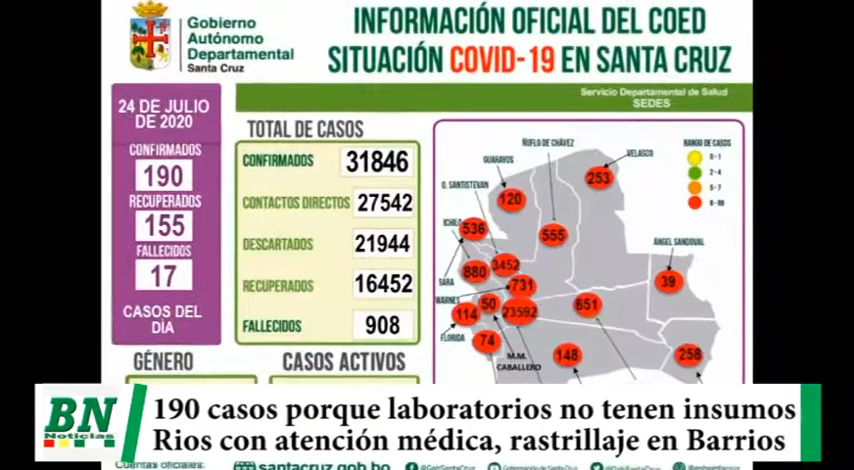 Gobierno
Autónomo
Departamental
Santa Cruz
INFORMACIÓN OFICIAL DEL COED
SITUACIÓN COVID-19 EN SANTA CRUZ
Servicio Departamental de Salud
SEDES
24 DE JULIO
DE 2020
CONFIRMADOS
190
RECUPERADOS
155
FALLECIDOS
17
CASOS DEL
DIA
TOTAL DE CASOS
CONFIRMADOS 31846
CONTACTOS DIRECTOS 27542
DESCARTADOS 21944
RECUPERADOS 16452
FALLECIDOS 908
GÉNERO
CASOS ACTIVOS
ÑUFLO DE CHÁVEZ
GUARAYOS
VELASCO
O. SANTISTEVAN
ICHILO
SARA
WARNES
FLORIDA
M.M.
CABALLERO
ÁNGEL SANDOVAL
RANGO DE CASOS
0-1
2-4
5-7
253
120
536
555
880
3452
731
39
50
114
23592
651
74
148
258
BN
Noticias
190 casos porque laboratorios no tenen insumos
Rios con atención médica, rastrillaje en Barrios
Cuentas oficiales:
santacruz.gob.bo